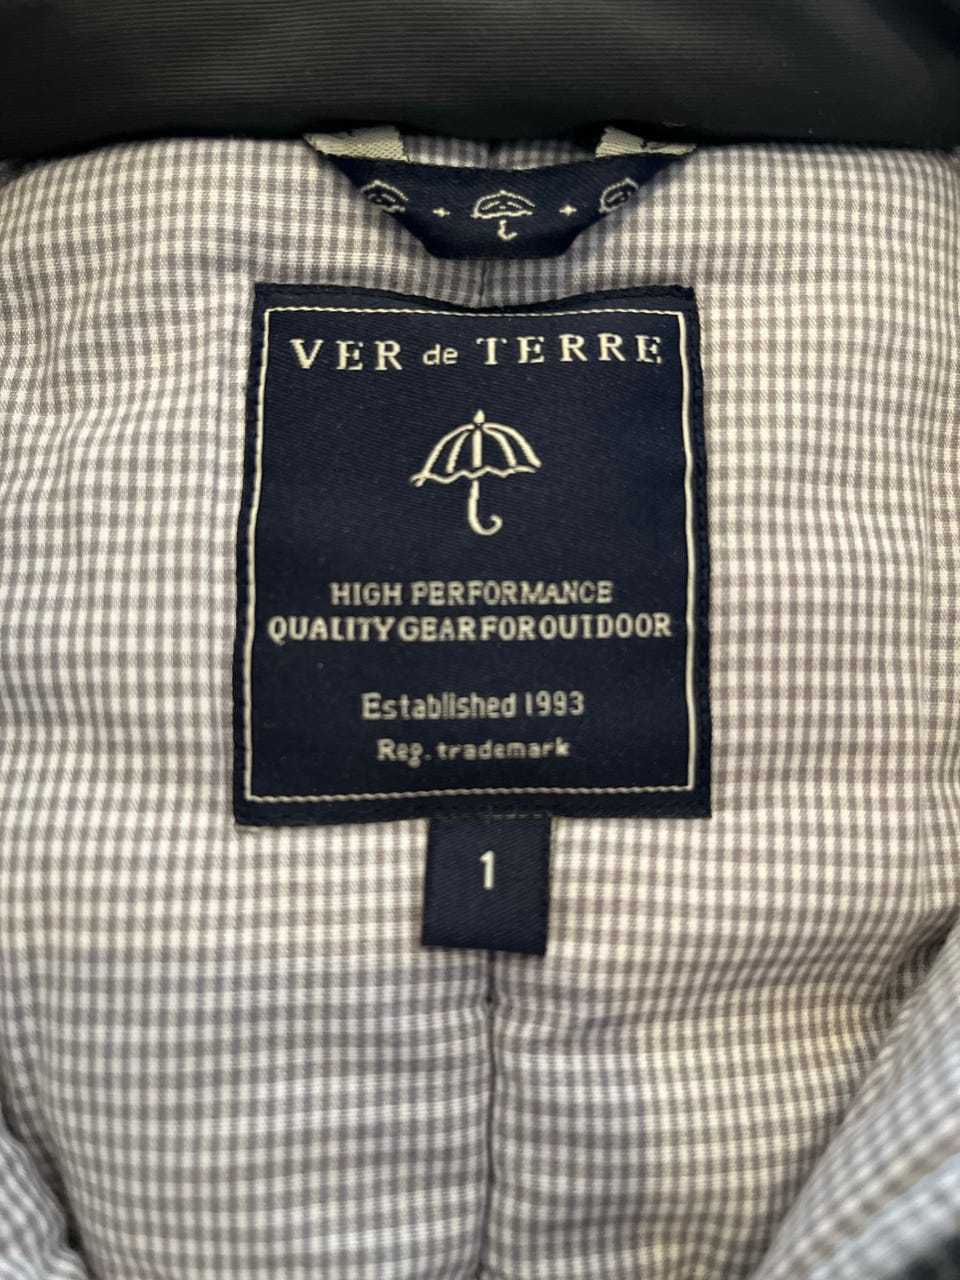 VER de TERRE
HIGH PERFORMANCE
QUALITY GEAR FOR OUTDOOR
Established 1993
Reg. trademark
1